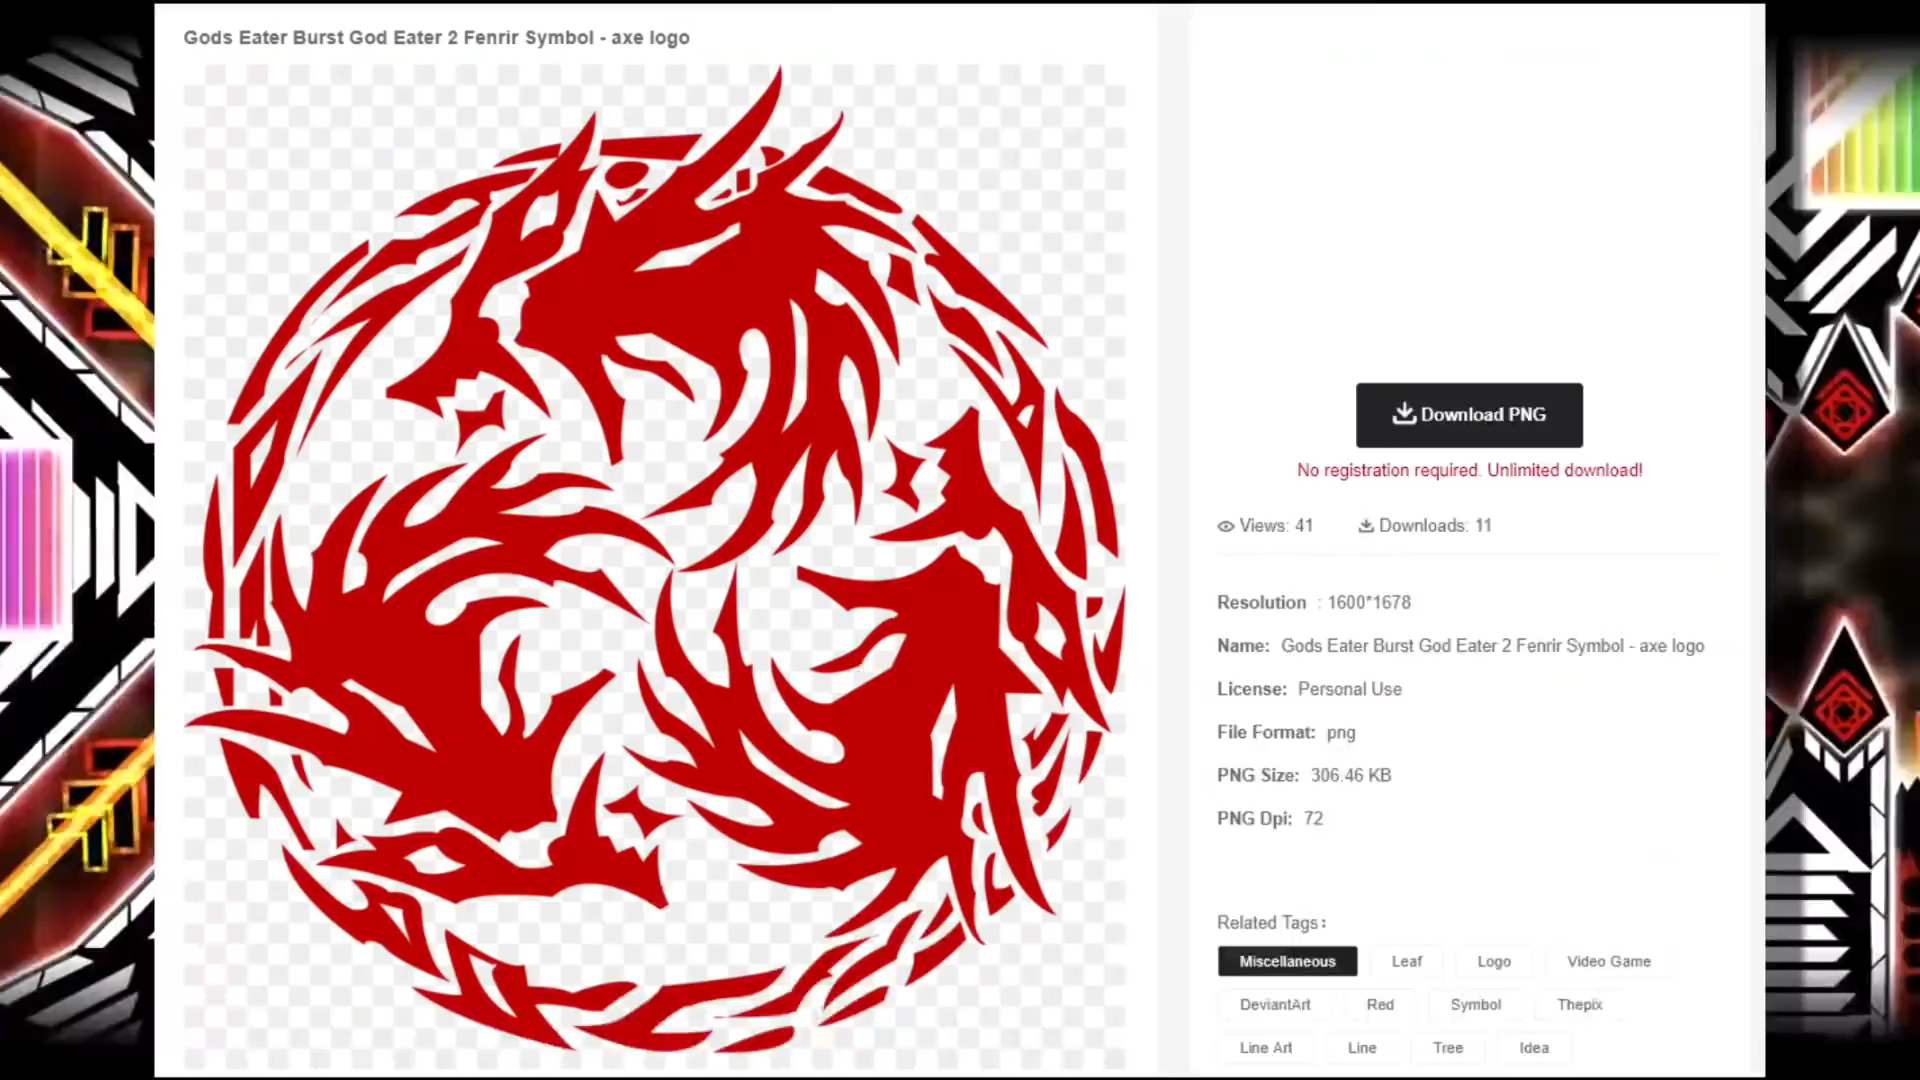 Gods Eater Burst God Eater 2 Fenrir Symbol - axe logo
Download PNG
No registration required. Unlimited download!
Views: 41 Downloads: 11
Resolution : 1600*1678
Name: Gods Eater Burst God Eater 2 Fenrir Symbol - axe logo
License: Personal Use
File Format: png
PNG Size: 306.46 KB
PNG Dpi: 72
Related Tags:
Miscellaneous Leaf Logo Video Game
DeviantArt Red Symbol Thepix
Line Art Line Tree Idea